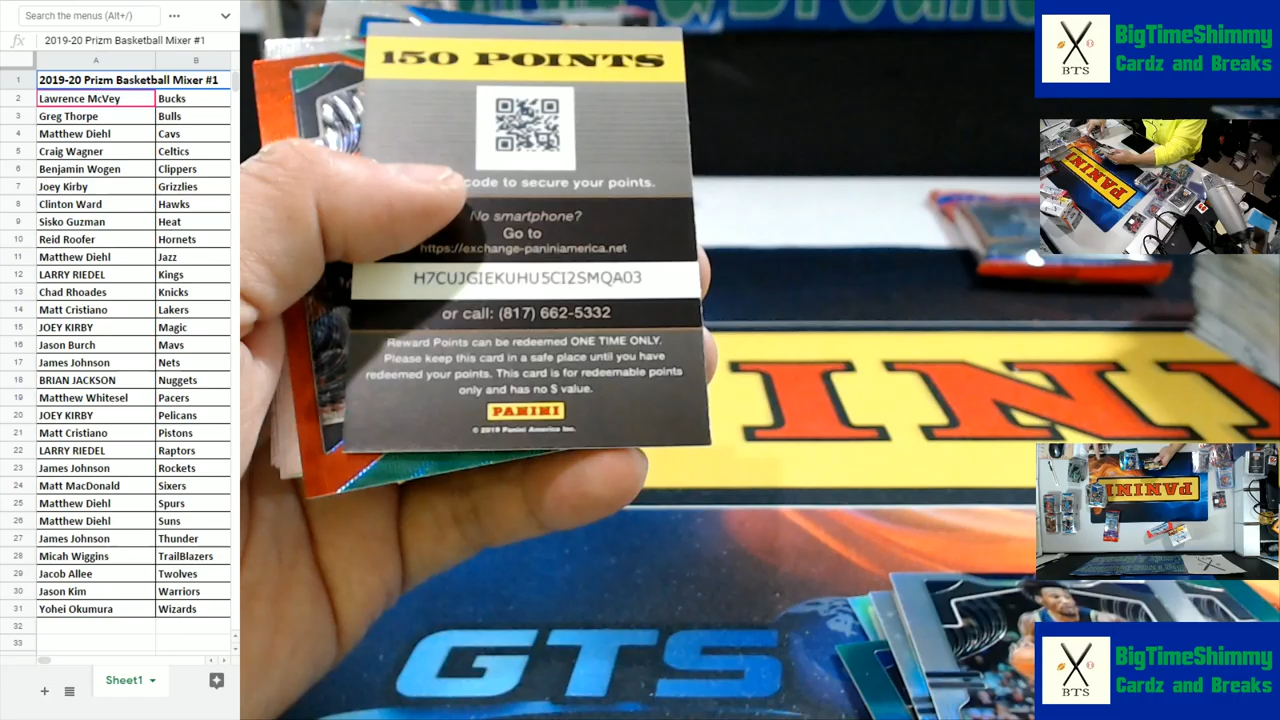 Search the menus (Alt+/)
fx 2019-20 Prizm Basketball Mixer #1
A B
1 2019-20 Prizm Basketball Mixer #1
2 Lawrence McVey Bucks
3 Greg Thorpe Bulls
4 Matthew Diehl Cavs
5 Craig Wagner Celtics
6 Benjamin Wogen Clippers
7 Joey Kirby Grizzlies
8 Clinton Ward Hawks
9 Sisko Guzman Heat
10 Reid Roofer Hornets
11 Matthew Diehl Jazz
12 LARRY RIEDEL Kings
13 Chad Rhoades Knicks
14 Matt Cristiano Lakers
15 JOEY KIRBY Magic
16 Jason Burch Mavs
17 James Johnson Nets
18 BRIAN JACKSON Nuggets
19 Matthew Whitesel Pacers
20 JOEY KIRBY Pelicans
21 Matt Cristiano Pistons
22 LARRY RIEDEL Raptors
23 James Johnson Rockets
24 Matt MacDonald Sixers
25 Matthew Diehl Spurs
26 Matthew Diehl Suns
27 James Johnson Thunder
28 Micah Wiggins TrailBlazers
29 Jacob Allee Twolves
30 Jason Kim Warriors
31 Yohei Okumura Wizards
32
33
Sheet1
150 POINTS
code to secure your points.
No smartphone?
Go to
https://exchange-paniniamerica.net
H7CUJGIEKUHU5CI2SMQA03
or call: (817) 662-5332
Reward Points can be redeemed ONE TIME ONLY.
Please keep this card in a safe place until you have
redeemed your points. This card is for redeemable points
only and has no $ value.
PANINI
© 2019 Panini America Inc.
INI
GTS
BTS
BigTimeShimmy
Cardz and Breaks
PANINI
PANINI
BTS
BigTimeShimmy
Cardz and Breaks